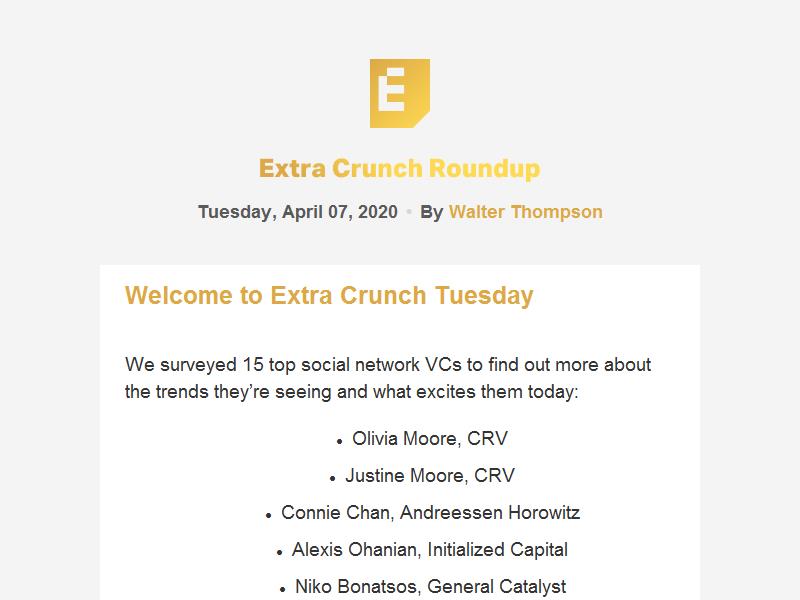 E
Extra Crunch Roundup
Tuesday, April 07, 2020 • By Walter Thompson
Welcome to Extra Crunch Tuesday
We surveyed 15 top social network VCs to find out more about
the trends they’re seeing and what excites them today:
• Olivia Moore, CRV
• Justine Moore, CRV
• Connie Chan, Andreessen Horowitz
• Alexis Ohanian, Initialized Capital
• Niko Bonatsos, General Catalyst